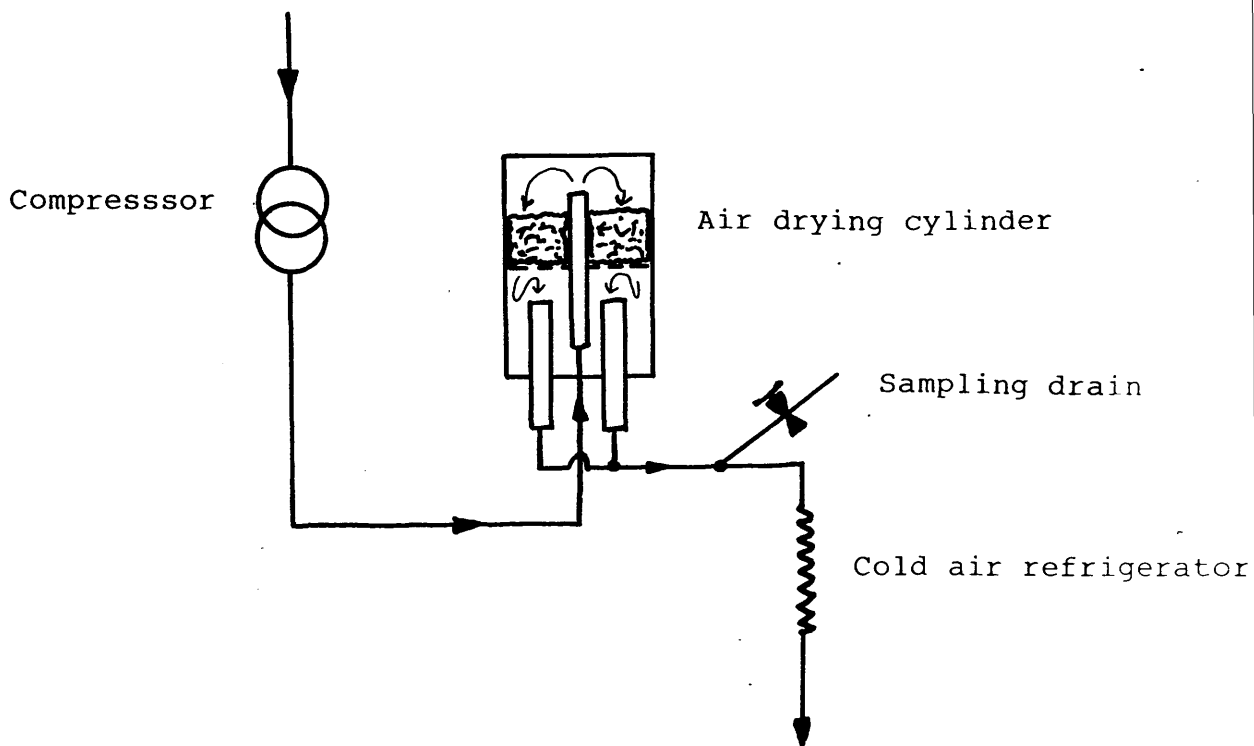 Compresssor
Air drying cylinder
Sampling drain
Cold air refrigerator